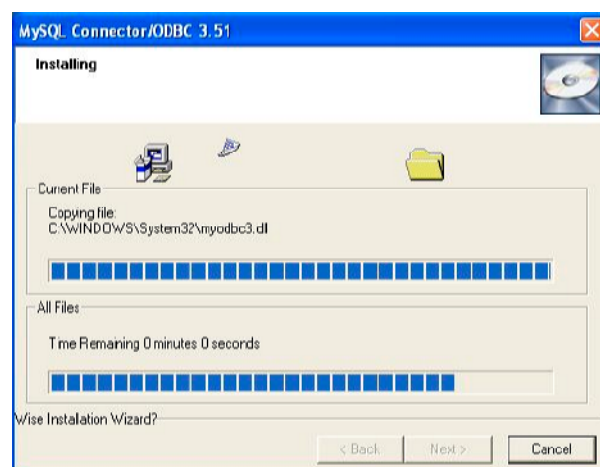 MySQL Connector/ODBC 3.51
Installing
Current File
Copying file:
C:\WINDOWS\System32\myodbc3.dll
All Files
Time Remaining 0 minutes 0 seconds
Wise Instalation Wizard?
< Back
Next >
Cancel